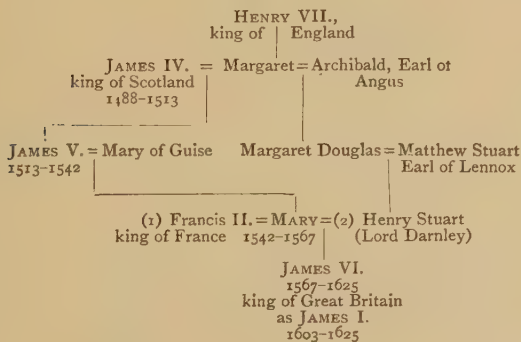 HENRY VII.,
king of England
JAMES IV. = Margaret = Archibald, Earl of
king of Scotland Angus
1488-1513
JAMES V. = Mary of Guise Margaret Douglas = Matthew Stuart
1513-1542 Earl of Lennox
(1) Francis II. = MARY = (2) Henry Stuart
king of France 1542-1567 (Lord Darnley)
JAMES VI.
1567-1625
king of Great Britain
as JAMES I.
1603-1625